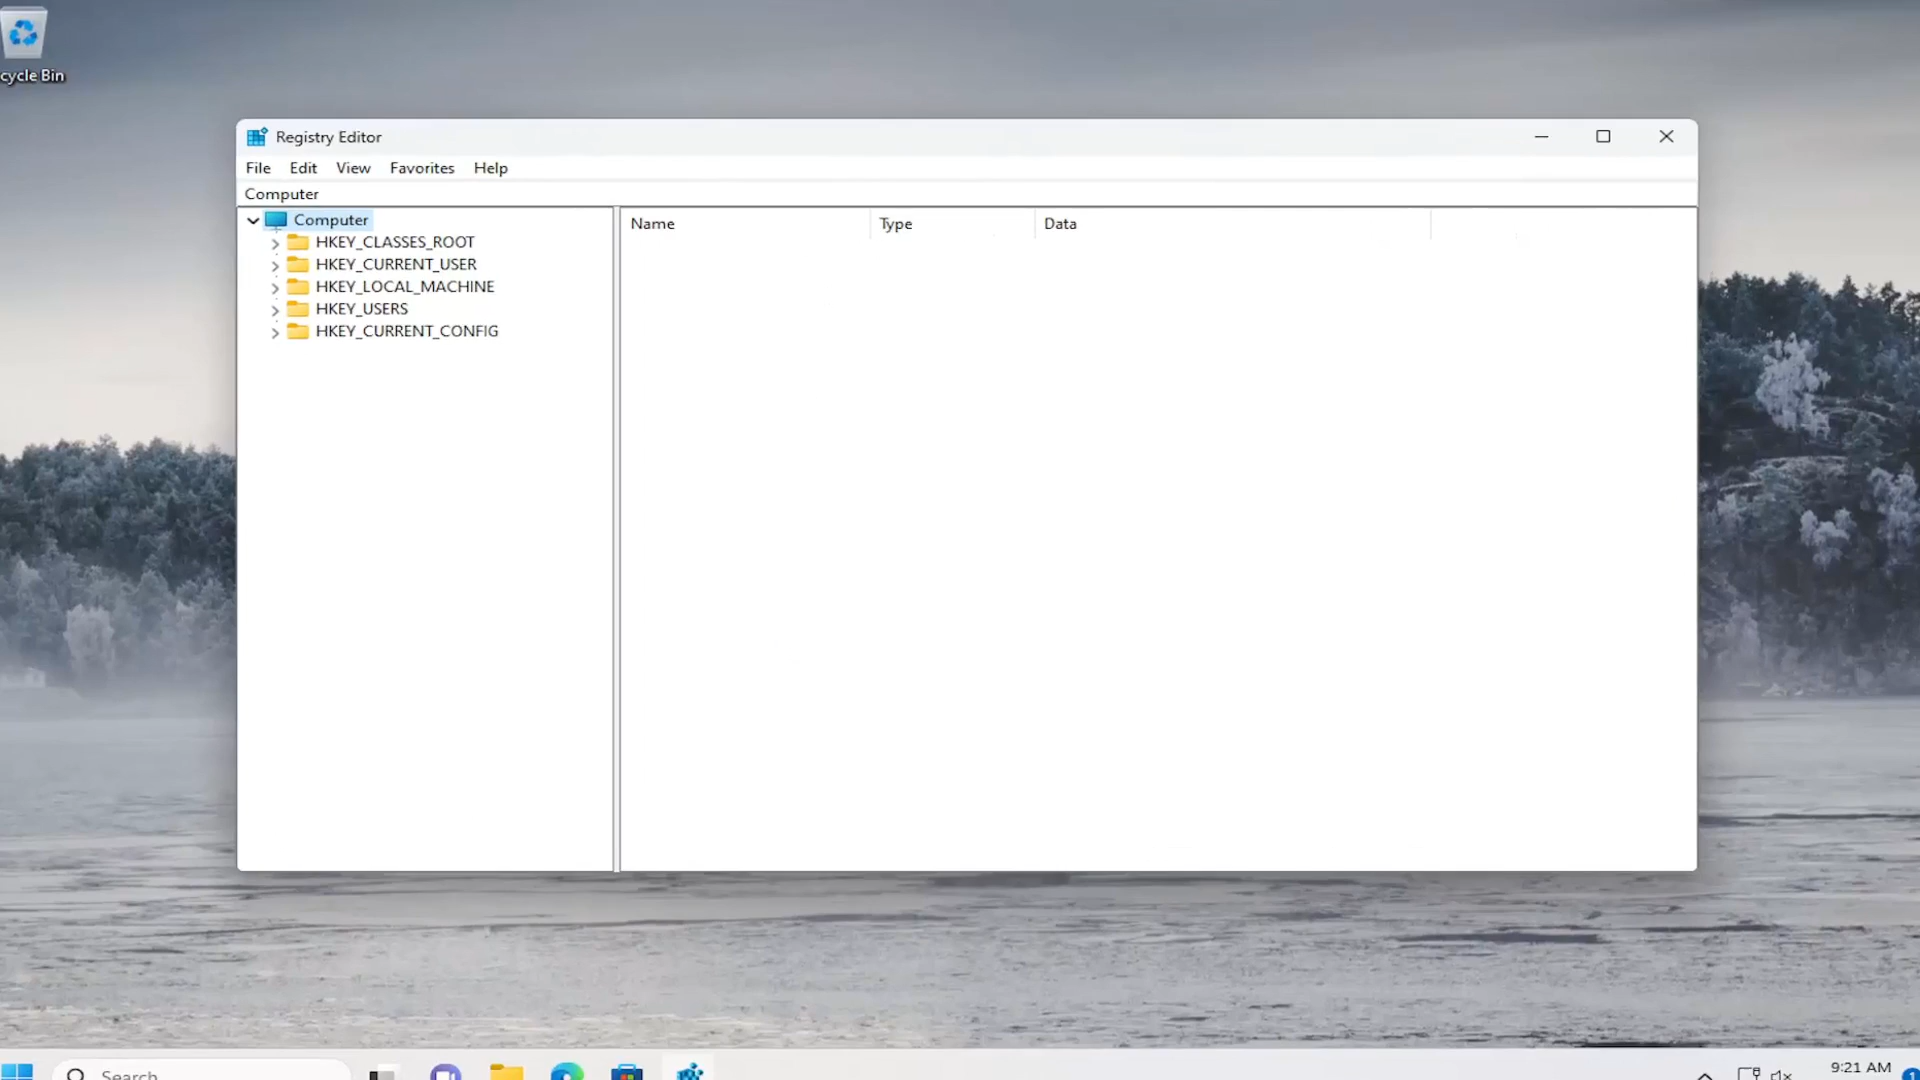 cycle Bin
Registry Editor
File Edit View Favorites Help
Computer
Computer
HKEY_CLASSES_ROOT
HKEY_CURRENT_USER
HKEY_LOCAL_MACHINE
HKEY_USERS
HKEY_CURRENT_CONFIG
Name Type Data
Search
9:21 AM
1